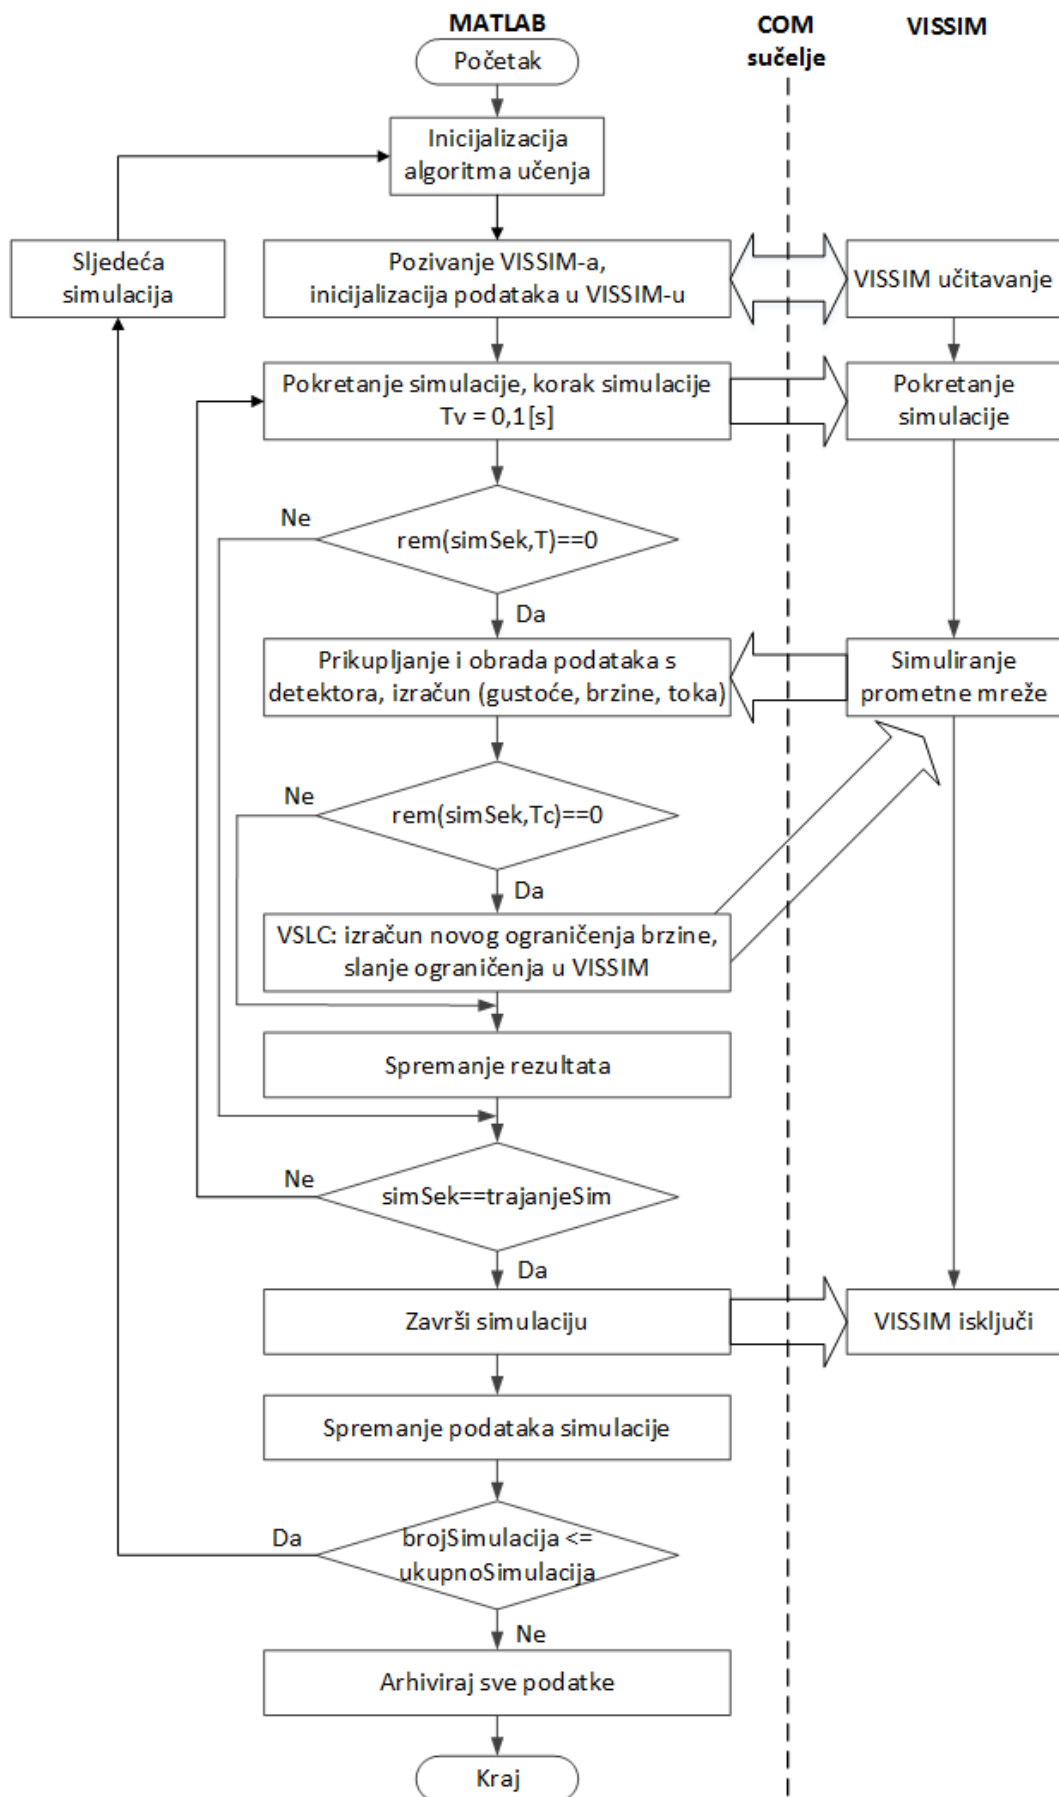 MATLAB
COM
sučelje
VISSIM
Početak
Inicijalizacija
algoritma učenja
Sljedeća
simulacija
Pozivanje VISSIM-a,
inicijalizacija podataka u VISSIM-u
VISSIM učitavanje
Pokretanje simulacije, korak simulacije
Tv = 0,1[s]
Pokretanje
simulacije
Ne
rem(simSek,T)==0
Da
Prikupljanje i obrada podataka s
detektora, izračun (gustoće, brzine, toka)
Simuliranje
prometne mreže
Ne
rem(simSek,Tc)==0
Da
VSLC: izračun novog ograničenja brzine,
slanje ograničenja u VISSIM
Spremanje rezultata
Ne
simSek==trajanjeSim
Da
Završi simulaciju
VISSIM isključi
Spremanje podataka simulacije
Da
brojSimulacija <=
ukupnoSimulacija
Ne
Arhiviraj sve podatke
Kraj